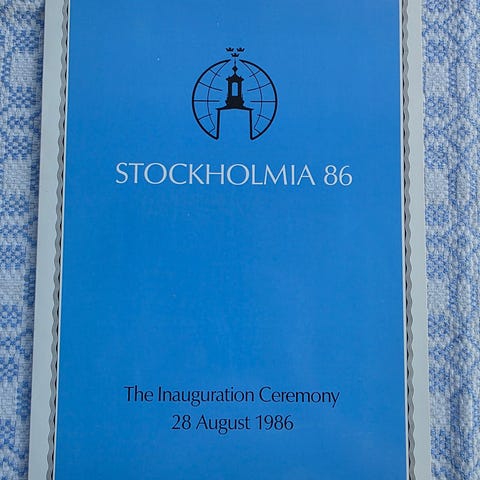 STOCKHOLMIA 86
The Inauguration Ceremony
28 August 1986